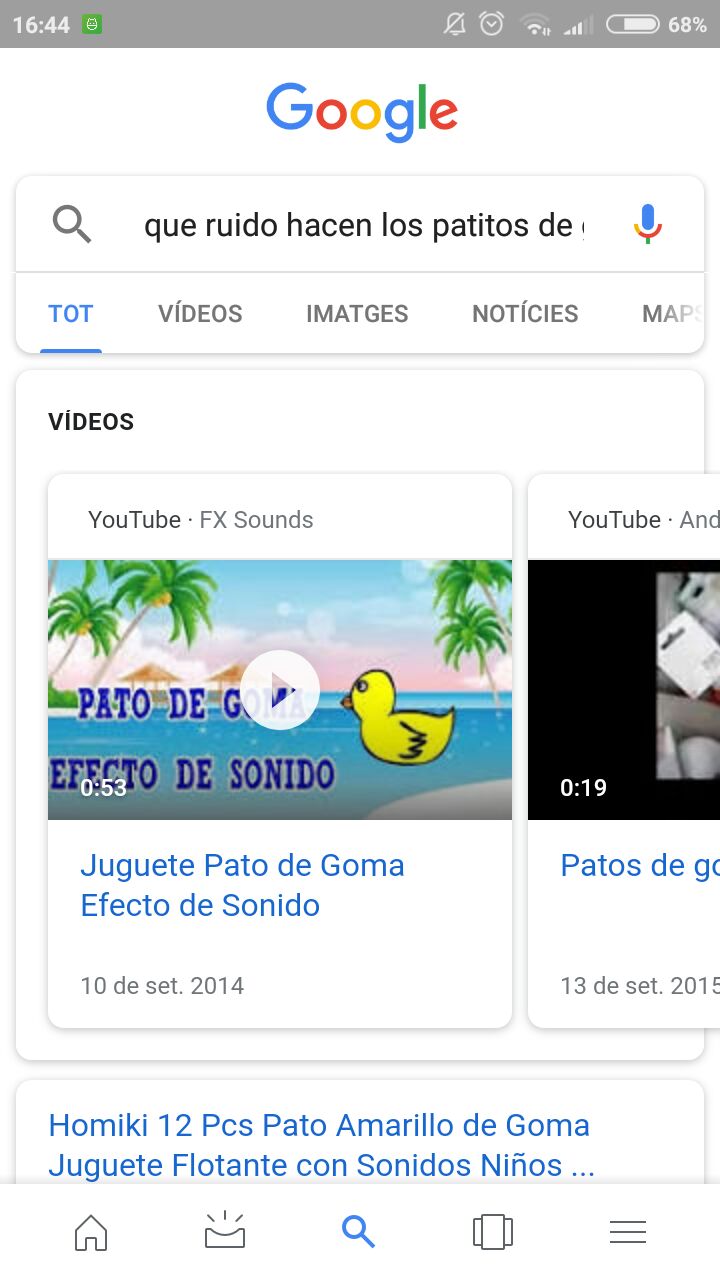 16:44
68%
Google
que ruido hacen los patitos de
TOT VÍDEOS IMATGES NOTÍCIES MAPS
VÍDEOS
YouTube · FX Sounds
PATO DE GOMA
EFECTO DE SONIDO
0:53
Juguete Pato de Goma
Efecto de Sonido
10 de set. 2014
YouTube · And
0:19
Patos de go
13 de set. 2015
Homiki 12 Pcs Pato Amarillo de Goma
Juguete Flotante con Sonidos Niños ...